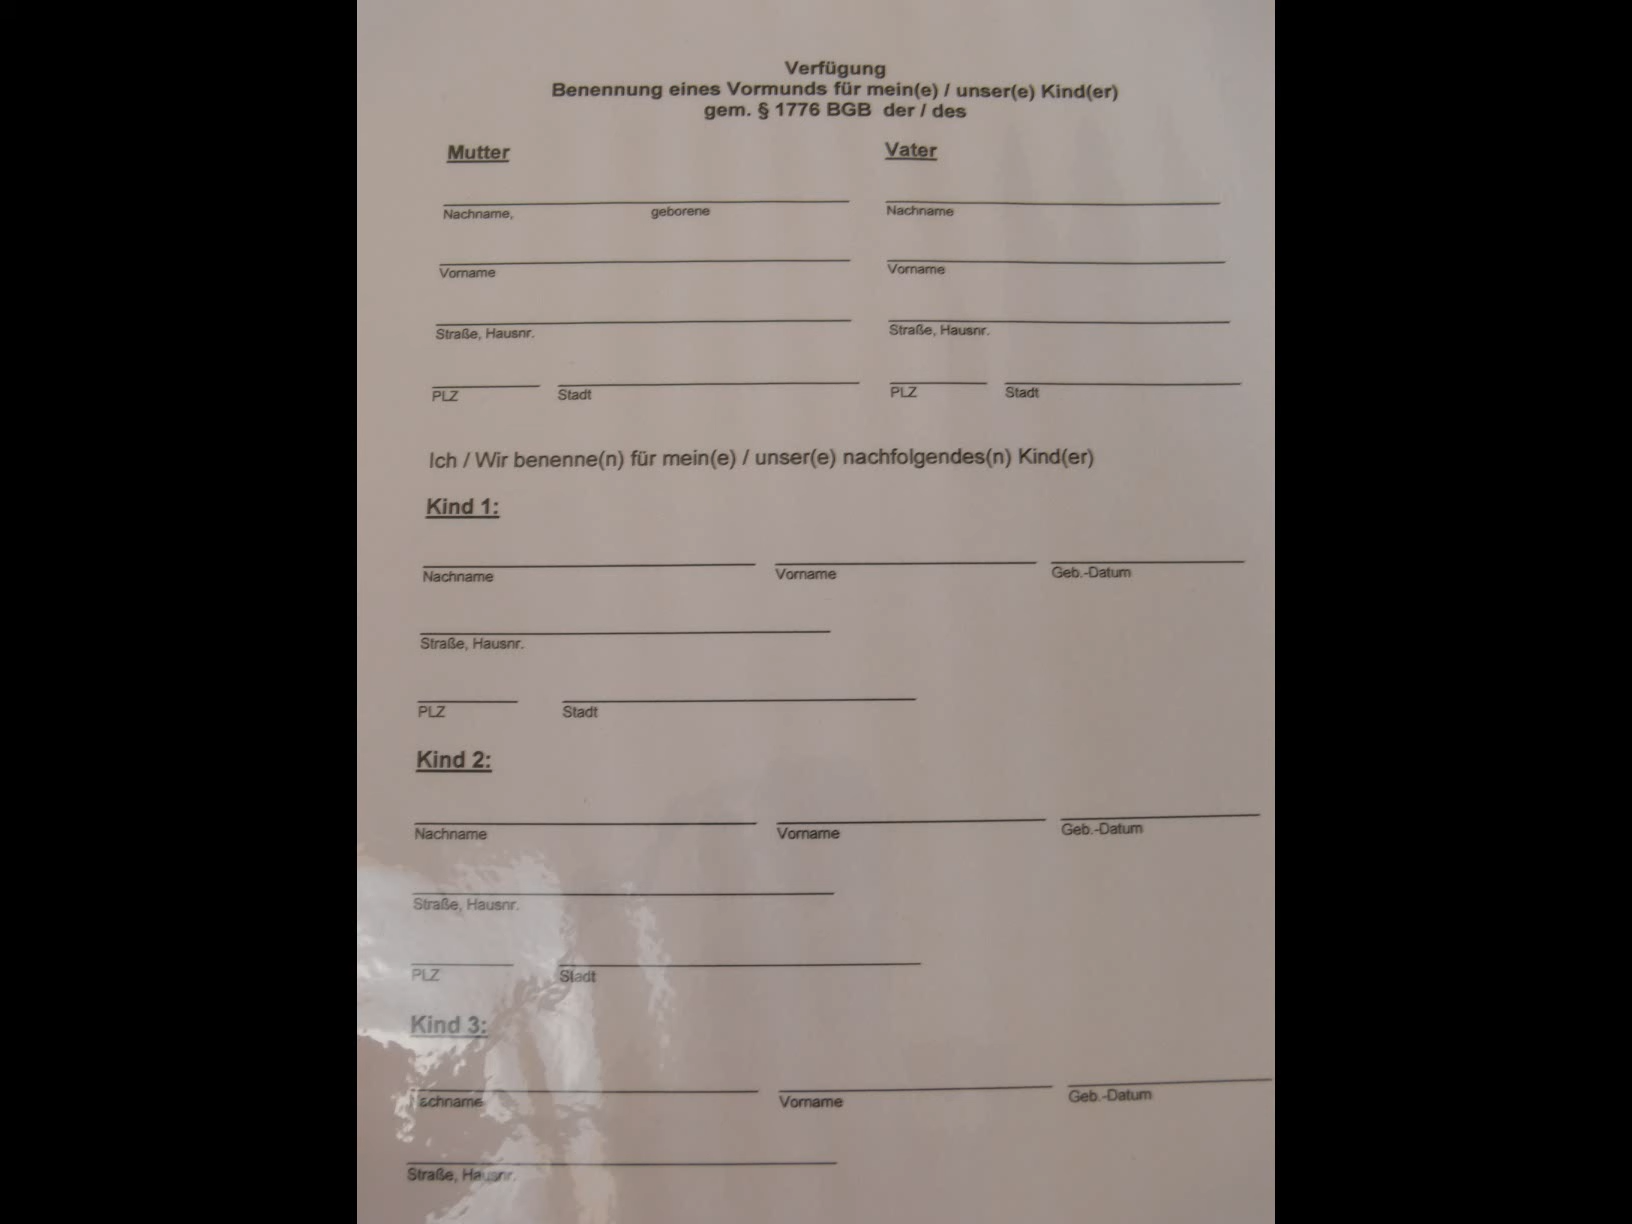 Verfügung
Benennung eines Vormunds für mein(e) / unser(e) Kind(er)
gem. § 1776 BGB der / des
Mutter Vater
Nachname, geborene Nachname
Vorname Vorname
Straße, Hausnr. Straße, Hausnr.
PLZ Stadt PLZ Stadt
Ich / Wir benenne(n) für mein(e) / unser(e) nachfolgendes(n) Kind(er)
Kind 1:
Nachname Vorname Geb.-Datum
Straße, Hausnr.
PLZ Stadt
Kind 2:
Nachname Vorname Geb.-Datum
Straße, Hausnr.
PLZ Stadt
Kind 3:
Nachname Vorname Geb.-Datum
Straße, Hausnr.